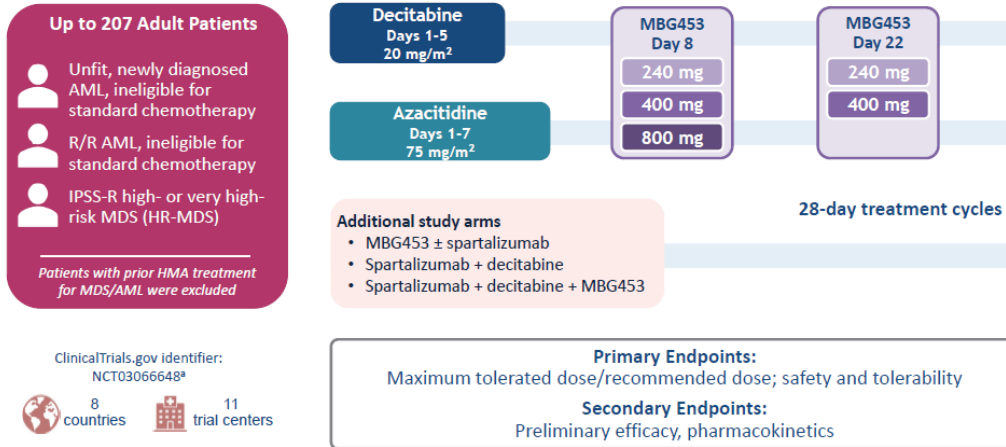 Up to 207 Adult Patients
Unfit, newly diagnosed
AML, ineligible for
standard chemotherapy
R/R AML, ineligible for
standard chemotherapy
IPSS-R high- or very high-
risk MDS (HR-MDS)
Patients with prior HMA treatment
for MDS/AML were excluded
ClinicalTrials.gov identifier:
NCT03066648ª
8
countries
11
trial centers
Decitabine
Days 1-5
20 mg/m²
Azacitidine
Days 1-7
75 mg/m²
MBG453
Day 8
240 mg
400 mg
800 mg
MBG453
Day 22
240 mg
400 mg
Additional study arms
• MBG453 ± spartalizumab
• Spartalizumab + decitabine
• Spartalizumab + decitabine + MBG453
28-day treatment cycles
Primary Endpoints:
Maximum tolerated dose/recommended dose; safety and tolerability
Secondary Endpoints:
Preliminary efficacy, pharmacokinetics